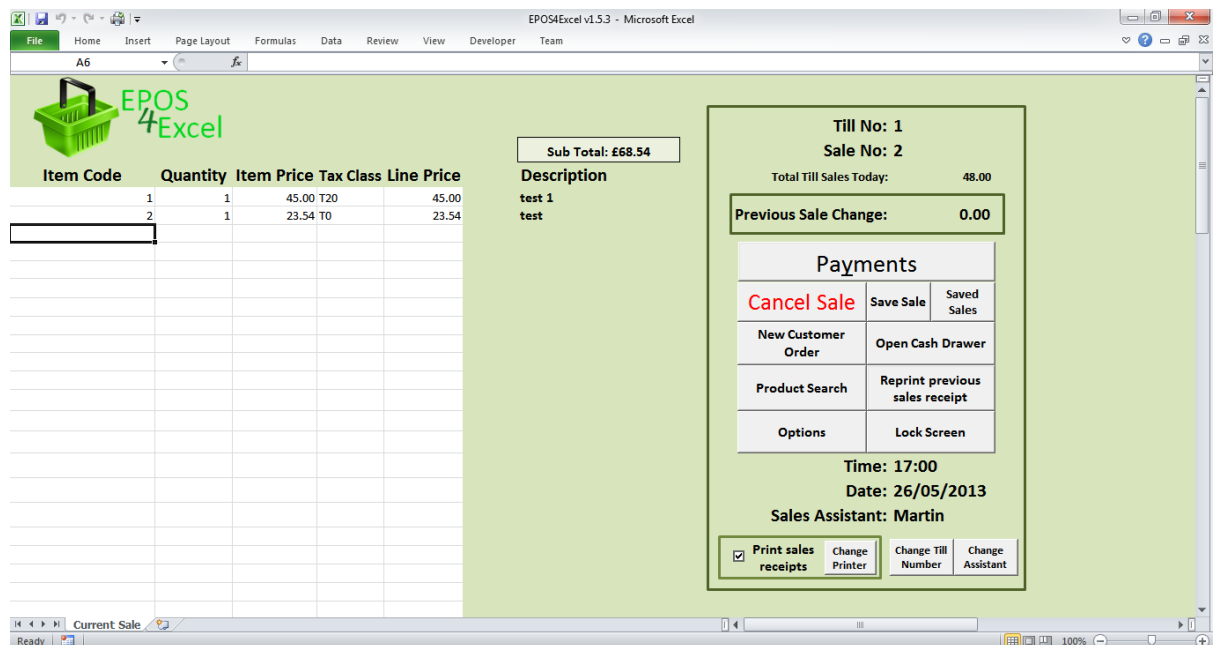 EPOS4Excel v1.5.3 - Microsoft Excel
File Home Insert Page Layout Formulas Data Review View Developer Team
A6 fx
EPOS
4Excel
Sub Total: £68.54
Item Code Quantity Item Price Tax Class Line Price Description
1 1 45.00 T20 45.00 test 1
2 1 23.54 T0 23.54 test
Till No: 1
Sale No: 2
Total Till Sales Today: 48.00
Previous Sale Change: 0.00
Payments
Cancel Sale Save Sale Saved
Sales
New Customer
Order
Open Cash Drawer
Product Search
Reprint previous
sales receipt
Options Lock Screen
Time: 17:00
Date: 26/05/2013
Sales Assistant: Martin
Print sales
receipts
Change
Printer
Change Till
Number
Change
Assistant
Current Sale
Ready 100%